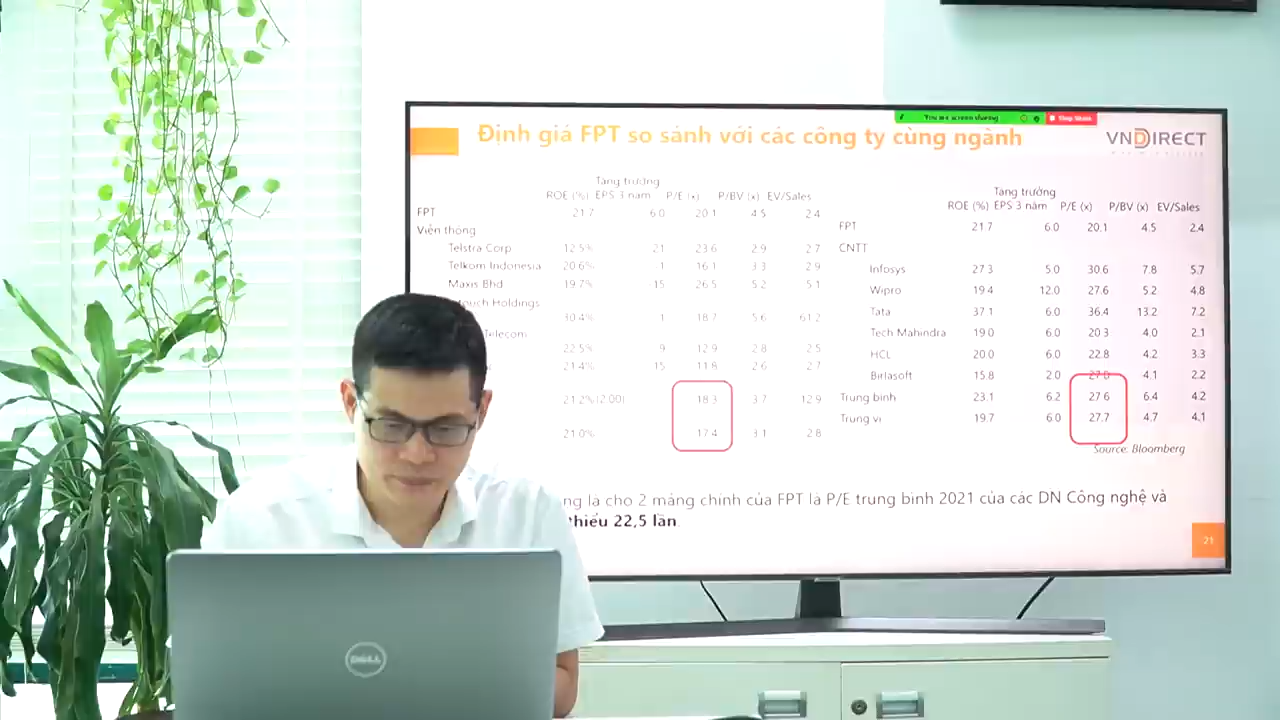 You are screen sharing
Stop Share
Định giá FPT so sánh với các công ty cùng ngành
VNDIRECT
Tăng trưởng
ROE (%) EPS 3 năm P/E (x) P/BV (x) EV/Sales
FPT 21.7 6.0 20.1 4.5 2.4
Viễn thông
Telstra Corp 12.5% 21 23.6 2.9 2.7
Telkom Indonesia 20.6% 1 16.1 3.3 2.9
Maxis Bhd 19.7% 15 26.5 5.2 5.1
Holdings
30.4% 1 18.7 5.6 61.2
Telecom
22.5% 9 12.9 2.8 2.5
21.4% 15 11.8 2.6 2.7
21.2% (2.00) 18.3 3.7 12.9
21.0% 17.4 3.1 2.8
Tăng trưởng
ROE (%) EPS 3 năm P/E (x) P/BV (x) EV/Sales
FPT 21.7 6.0 20.1 4.5 2.4
CNTT
Infosys 27.3 5.0 30.6 7.8 5.7
Wipro 19.4 12.0 27.6 5.2 4.8
Tata 37.1 6.0 36.4 13.2 7.2
Tech Mahindra 19.0 6.0 20.3 4.0 2.1
HCL 20.0 6.0 22.8 4.2 3.3
Birlasoft 15.8 2.0 4.1 2.2
Trung bình 23.1 6.2 27.6 6.4 4.2
Trung vị 19.7 6.0 27.7 4.7 4.1
Source: Bloomberg
là cho 2 mảng chính của FPT là P/E trung bình 2021 của các DN Công nghệ và
thiểu 22,5 lần.
21
DELL